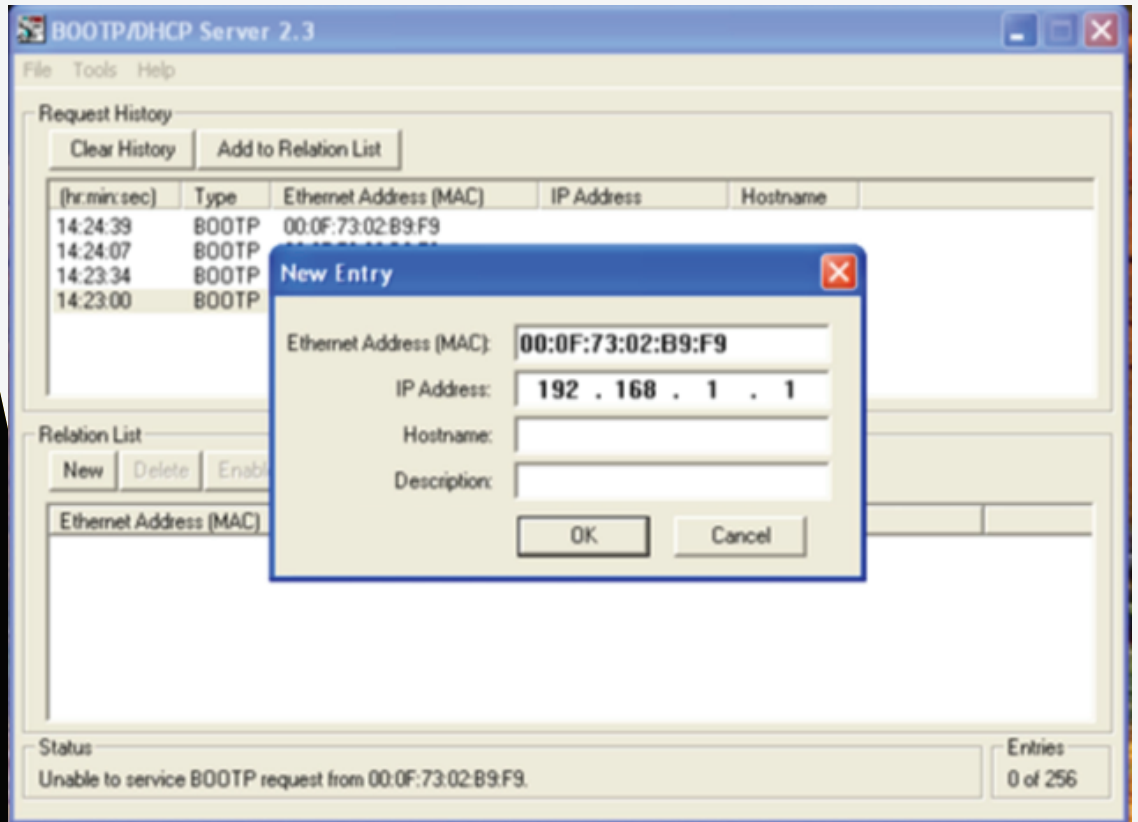 BOOTP/DHCP Server 2.3
File Tools Help
Request History
Clear History Add to Relation List
(hr:min:sec) Type Ethernet Address (MAC) IP Address Hostname
14:24:39 BOOTP 00:0F:73:02:B9:F9
14:24:07 BOOTP
14:23:34 BOOTP
14:23:00 BOOTP
New Entry
Ethernet Address (MAC): 00:0F:73:02:B9:F9
IP Address: 192 . 168 . 1 . 1
Hostname:
Description:
OK Cancel
Relation List
New Delete
Ethernet Address (MAC)
Status
Unable to service BOOTP request from 00:0F:73:02:B9:F9.
Entries
0 of 256